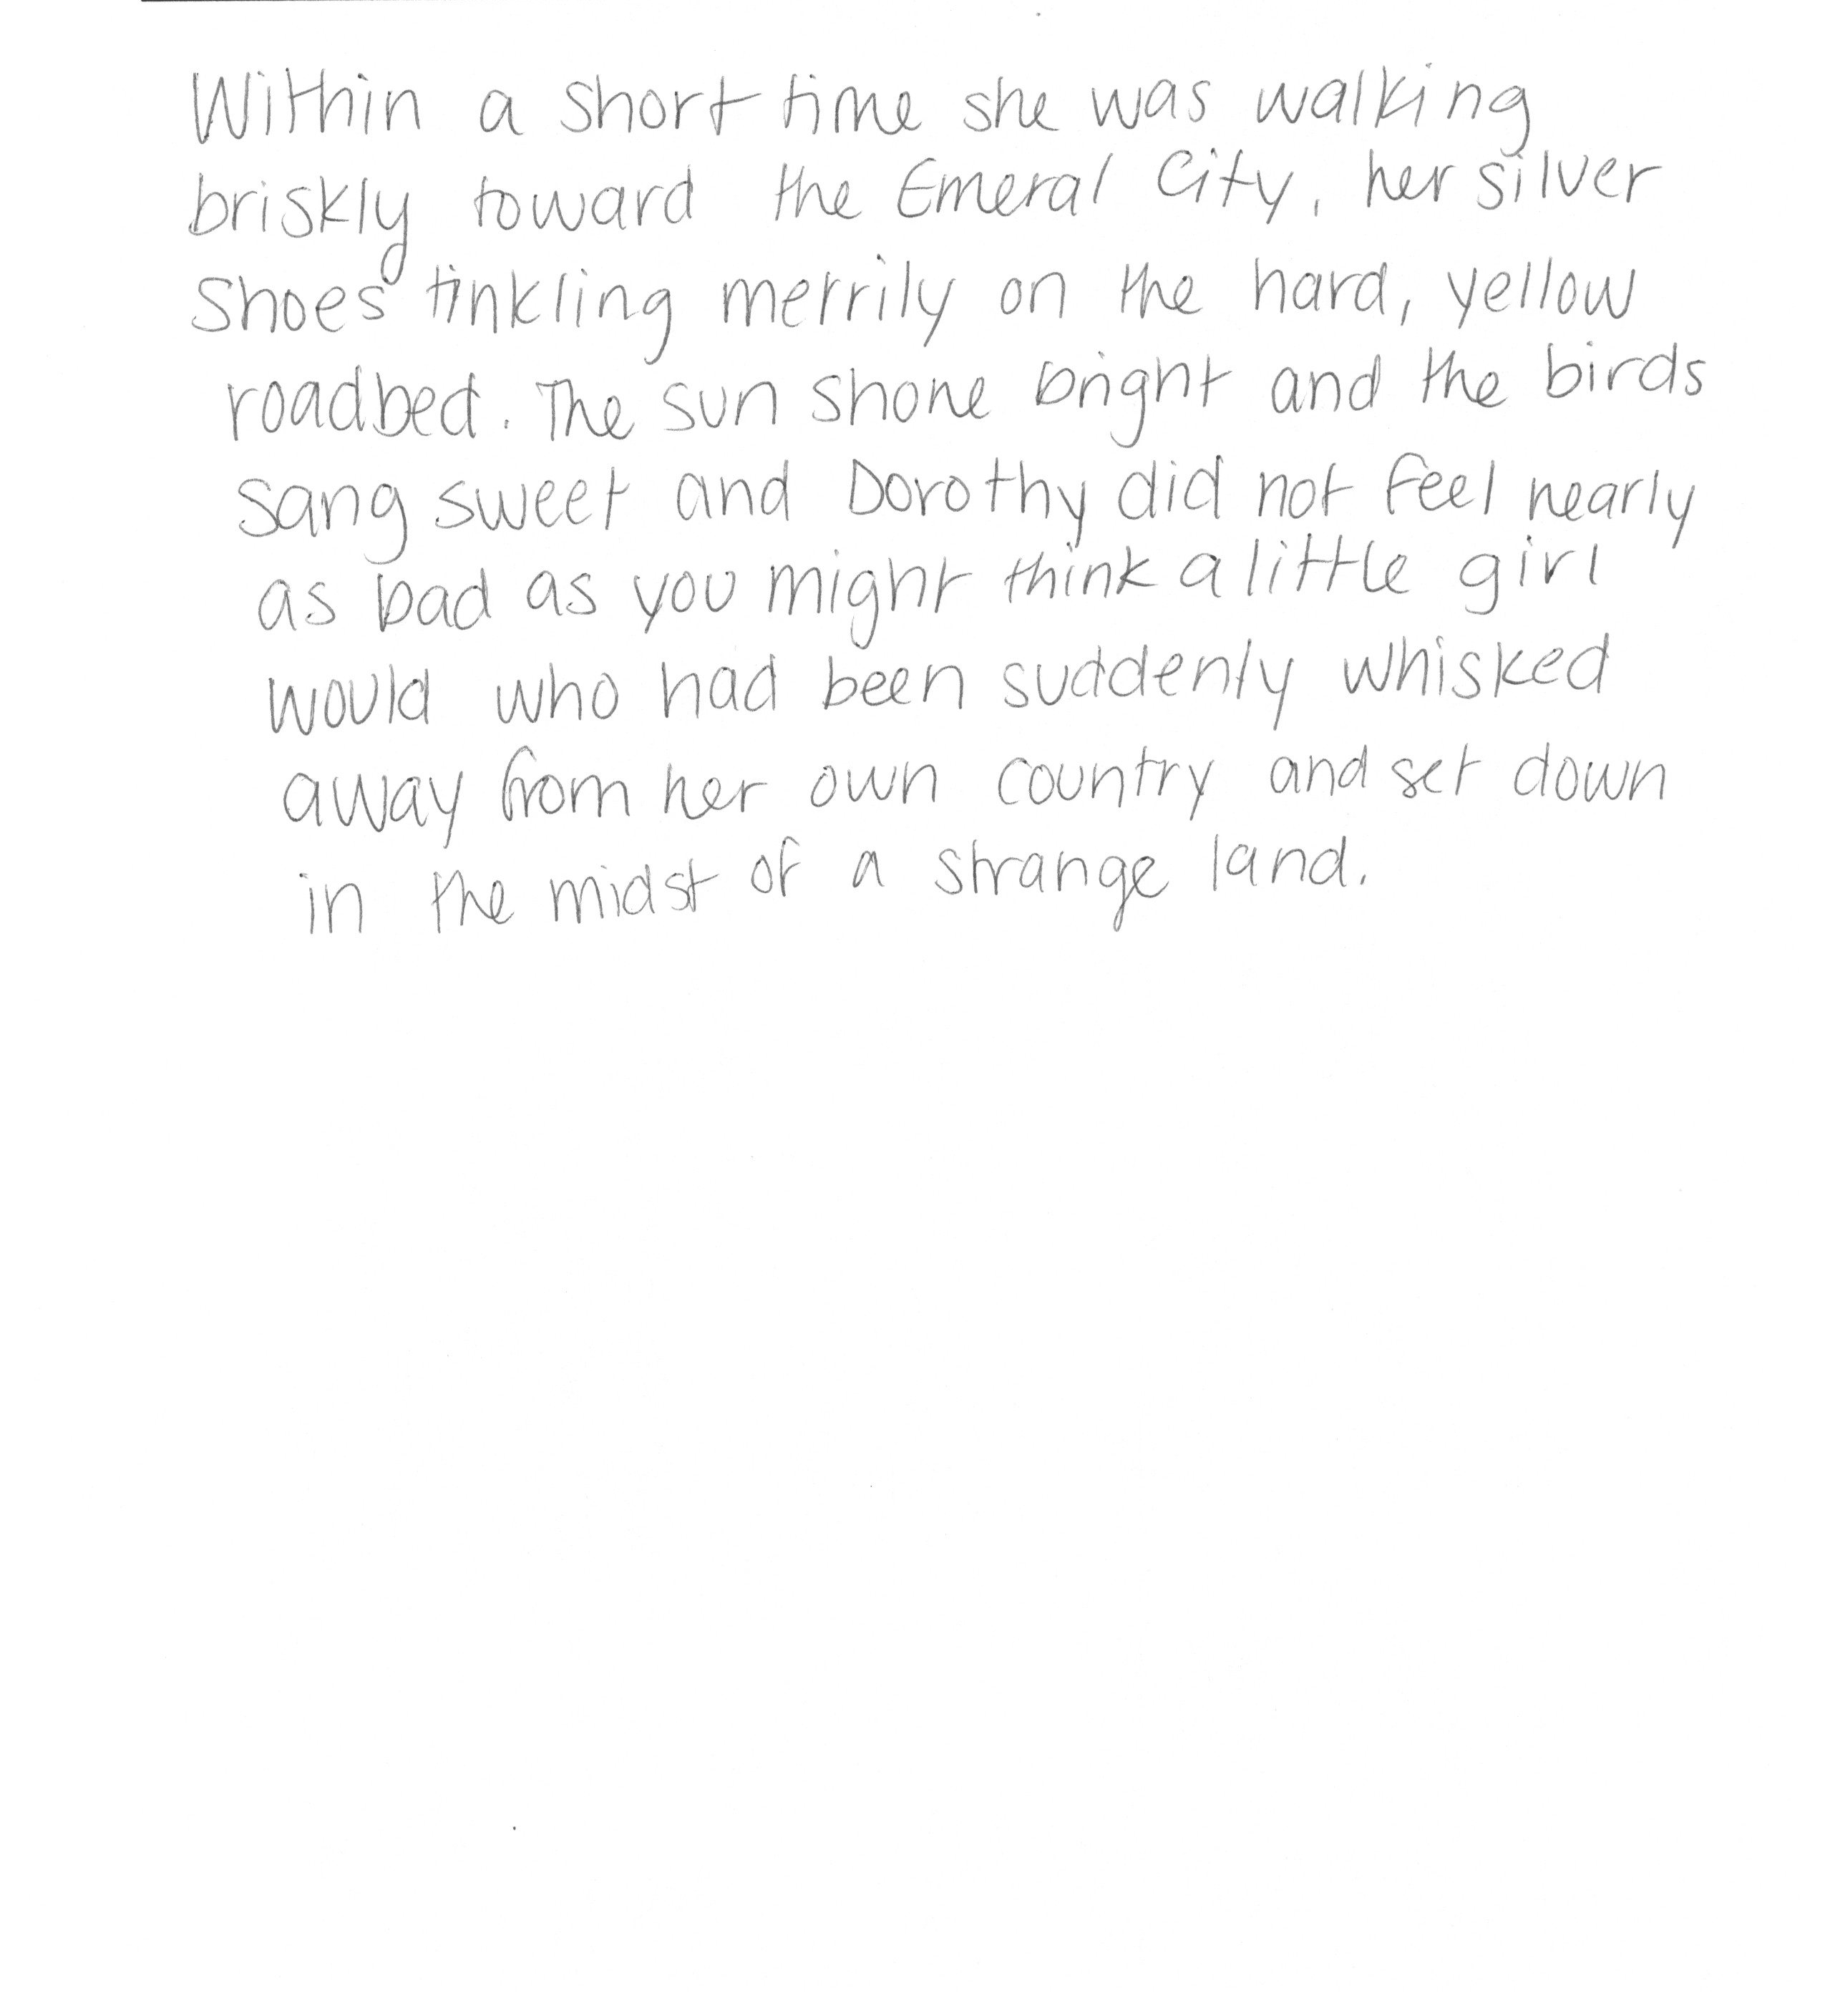 Within a short time she was walking
briskly toward the Emeral City, her silver
shoes tinkling merrily on the hard, yellow
roadbed. The sun shone bright and the birds
sang sweet and Dorothy did not feel nearly
as bad as you might think a little girl
would who had been suddenly whisked
away from her own country and set down
in the midst of a strange land.